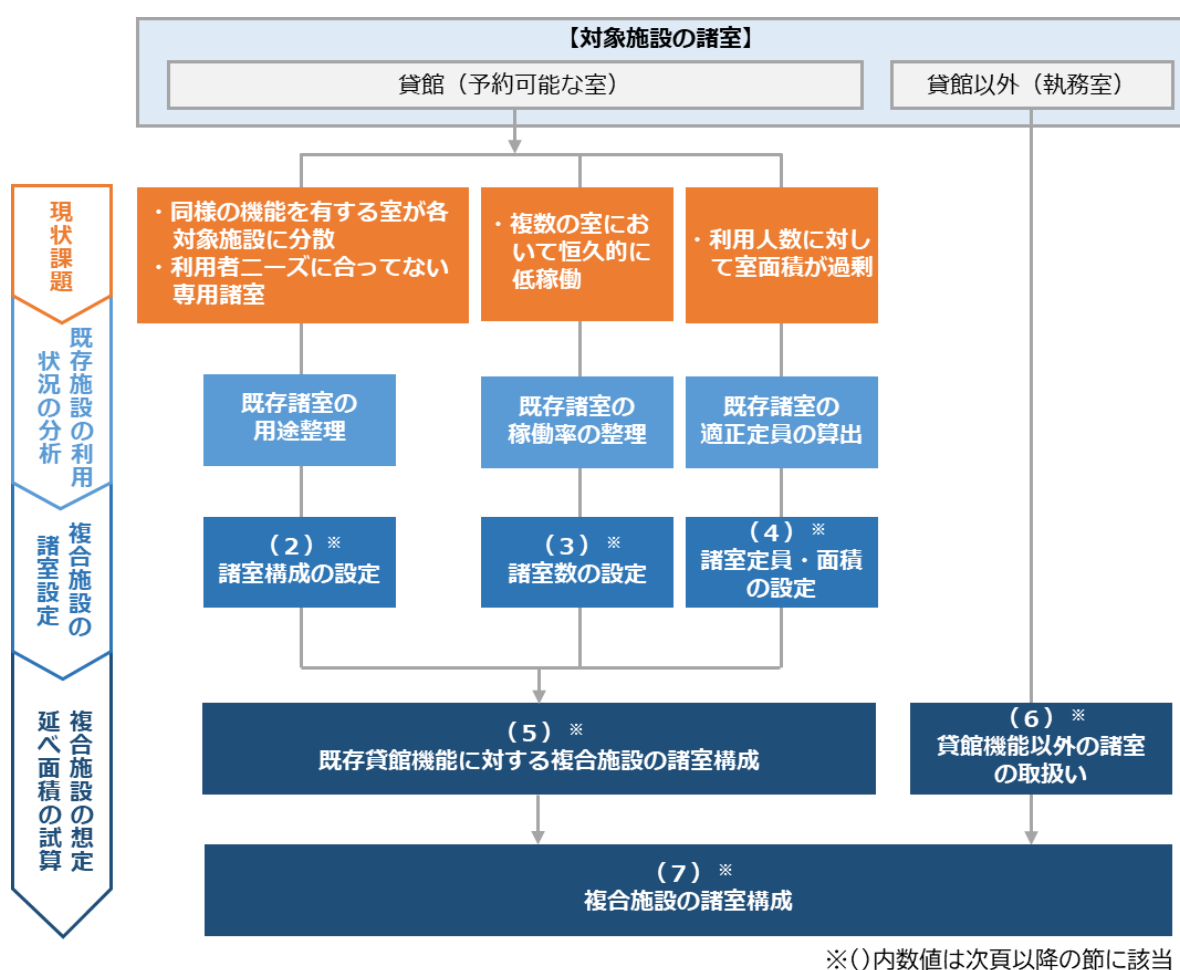 【対象施設の諸室】
貸館（予約可能な室）
貸館以外（執務室）
現状課題
・同様の機能を有する室が各
対象施設に分散
・利用者ニーズに合ってない
専用諸室
・複数の室にお
いて恒久的に
低稼働
・利用人数に対し
て室面積が過剰
既存施設の利用
状況の分析
既存諸室の
用途整理
既存諸室の
稼働率の整理
既存諸室の
適正定員の算出
複合施設の
諸室設定
（2）※
諸室構成の設定
（3）※
諸室数の設定
（4）※
諸室定員・面積
の設定
複合施設の想定
延べ面積の試算
（5）※
既存貸館機能に対する複合施設の諸室構成
（6）※
貸館機能以外の諸室
の取扱い
（7）※
複合施設の諸室構成
※()内数値は次頁以降の節に該当